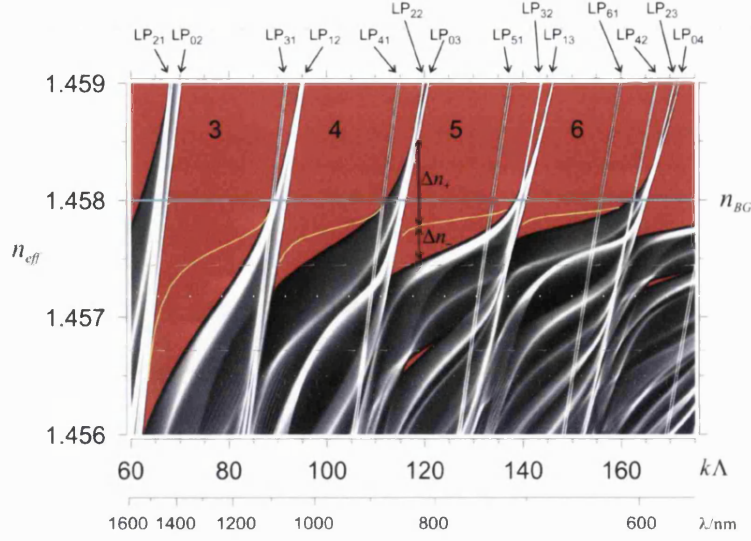 LP22 LP32 LP61 LP23
LP21 LP02 LP31 LP12 LP41 LP03 LP51 LP13 LP42 LP04
1.459
3 4 5 6
Δn+
1.458 nBG
neff
Δn-
1.457
1.456
60 80 100 120 140 160 kΛ
1600 1400 1200 1000 800 600 λ/nm